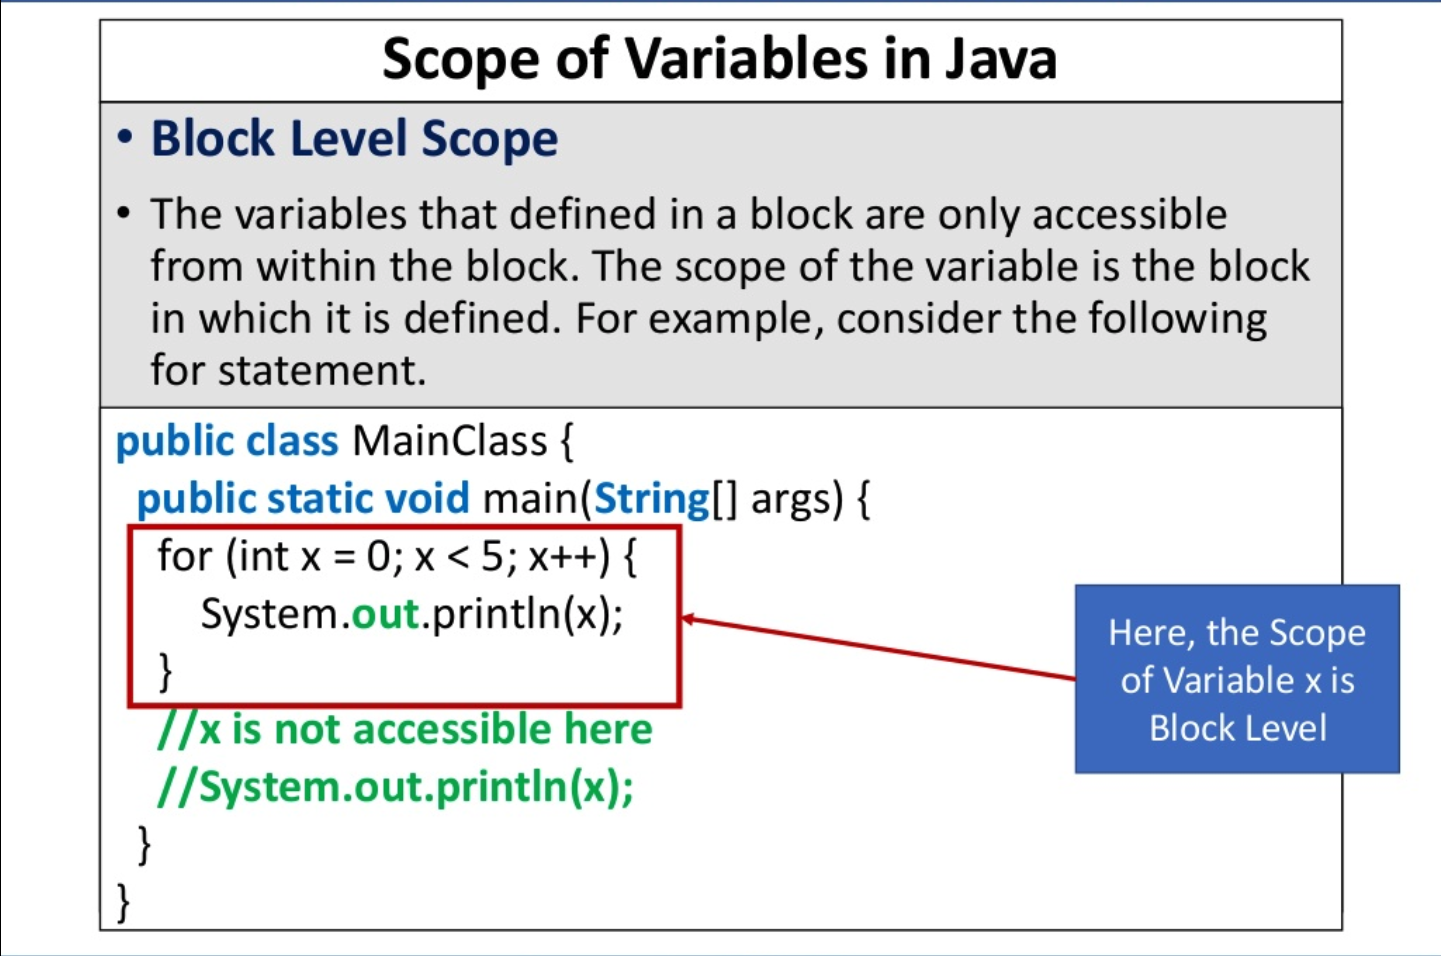 Scope of Variables in Java
• Block Level Scope
• The variables that defined in a block are only accessible
from within the block. The scope of the variable is the block
in which it is defined. For example, consider the following
for statement.
public class MainClass {
public static void main(String[] args) {
for (int x = 0; x < 5; x++) {
System.out.println(x);
}
//x is not accessible here
//System.out.println(x);
}
}
Here, the Scope
of Variable x is
Block Level